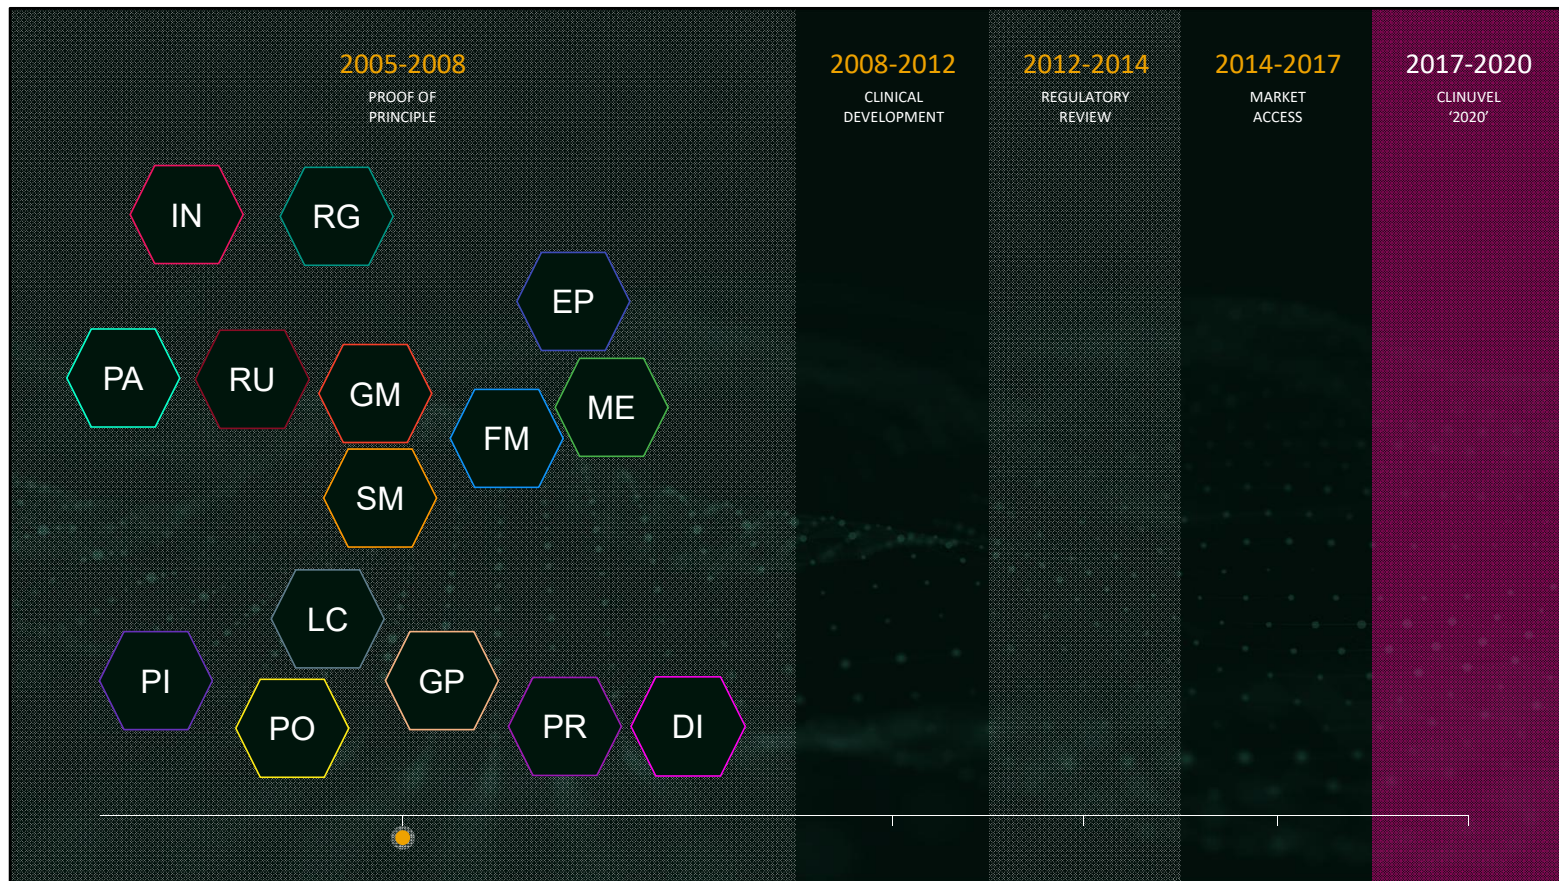 2005-2008
PROOF OF
PRINCIPLE
2008-2012
CLINICAL
DEVELOPMENT
2012-2014
REGULATORY
REVIEW
2014-2017
MARKET
ACCESS
2017-2020
CLINUVEL
‘2020’
IN
RG
EP
PA
RU
GM
FM
ME
SM
LC
PI
PO
GP
PR
DI